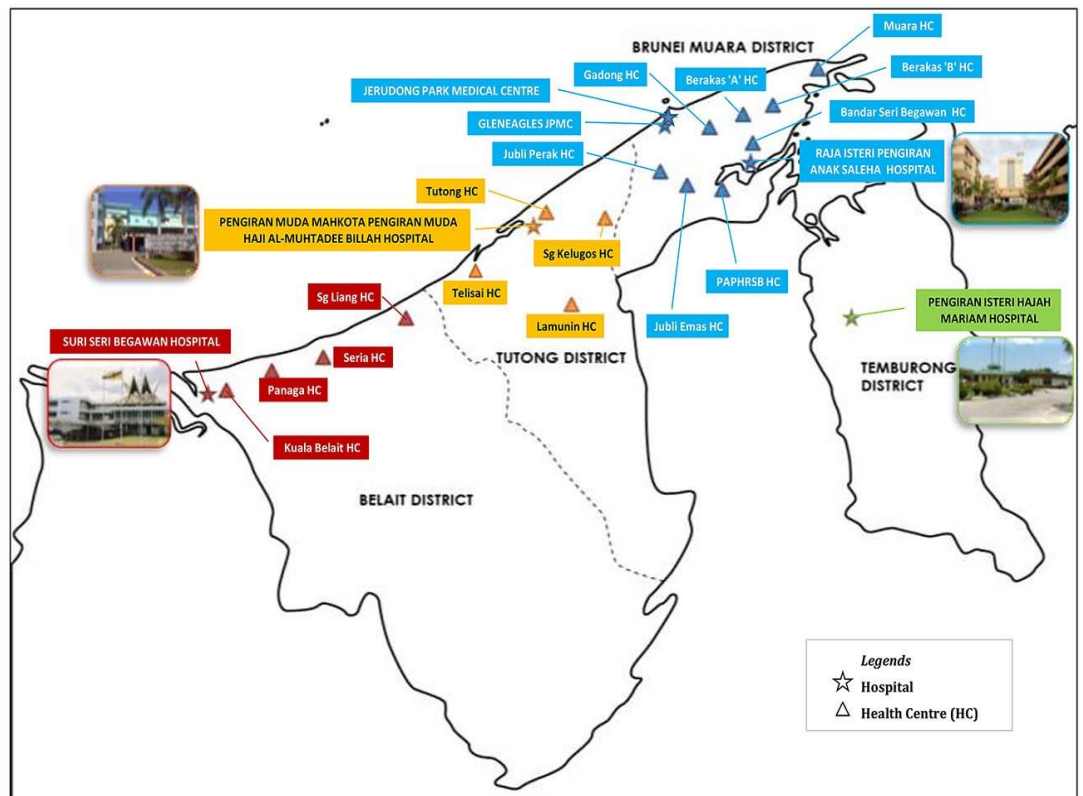 Muara HC
BRUNEI MUARA DISTRICT
Gadong HC
Berakas 'A' HC
Berakas 'B' HC
JERUDONG PARK MEDICAL CENTRE
GLENEAGLES JPMC
Bandar Seri Begawan HC
Jubli Perak HC
RAJA ISTERI PENGIRAN
ANAK SALEHA HOSPITAL
Tutong HC
PENGIRAN MUDA MAHKOTA PENGIRAN MUDA
HAJI AL-MUHTADEE BILLAH HOSPITAL
Sg Kelugos HC
PAPHRSB HC
Telisai HC
Sg Liang HC
Lamunin HC
Jubli Emas HC
PENGIRAN ISTERI HAJAH
MARIAM HOSPITAL
SURI SERI BEGAWAN HOSPITAL
Seria HC
TUTONG DISTRICT
TEMBURONG
DISTRICT
Panaga HC
Kuala Belait HC
BELAIT DISTRICT
Legends
Hospital
Health Centre (HC)